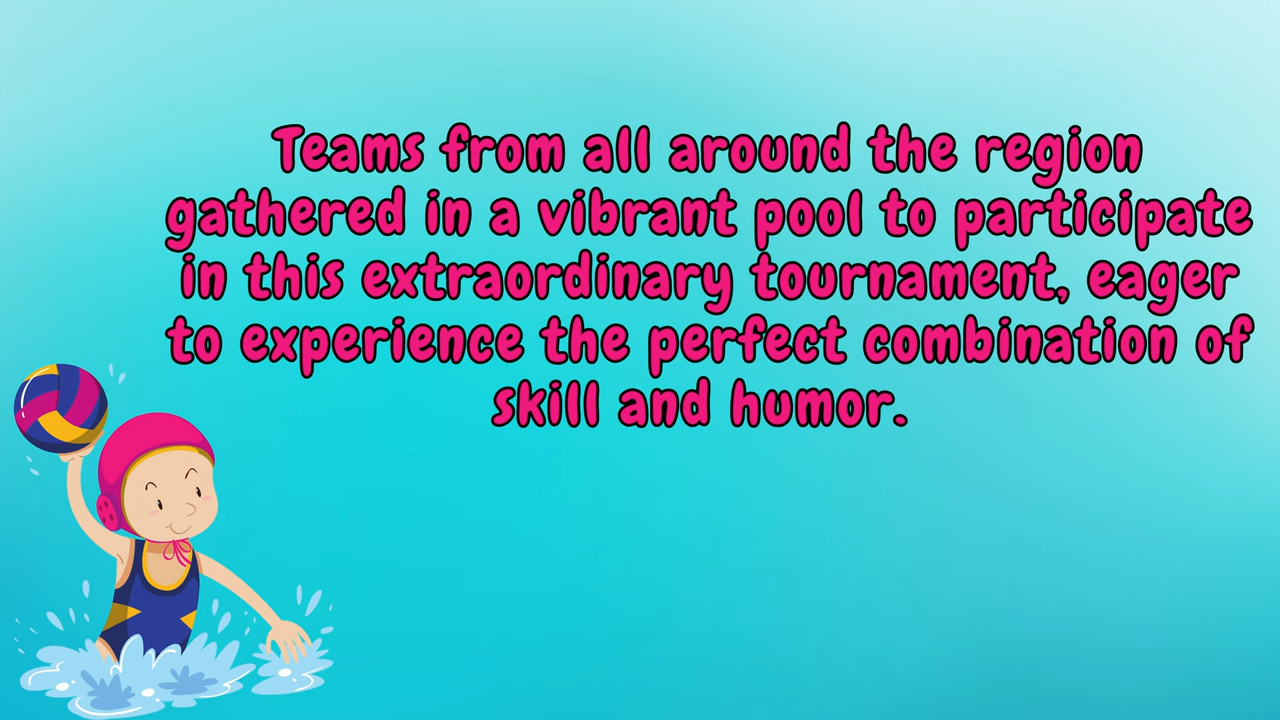 Teams from all around the region
gathered in a vibrant pool to participate
in this extraordinary tournament, eager
to experience the perfect combination of
skill and humor.